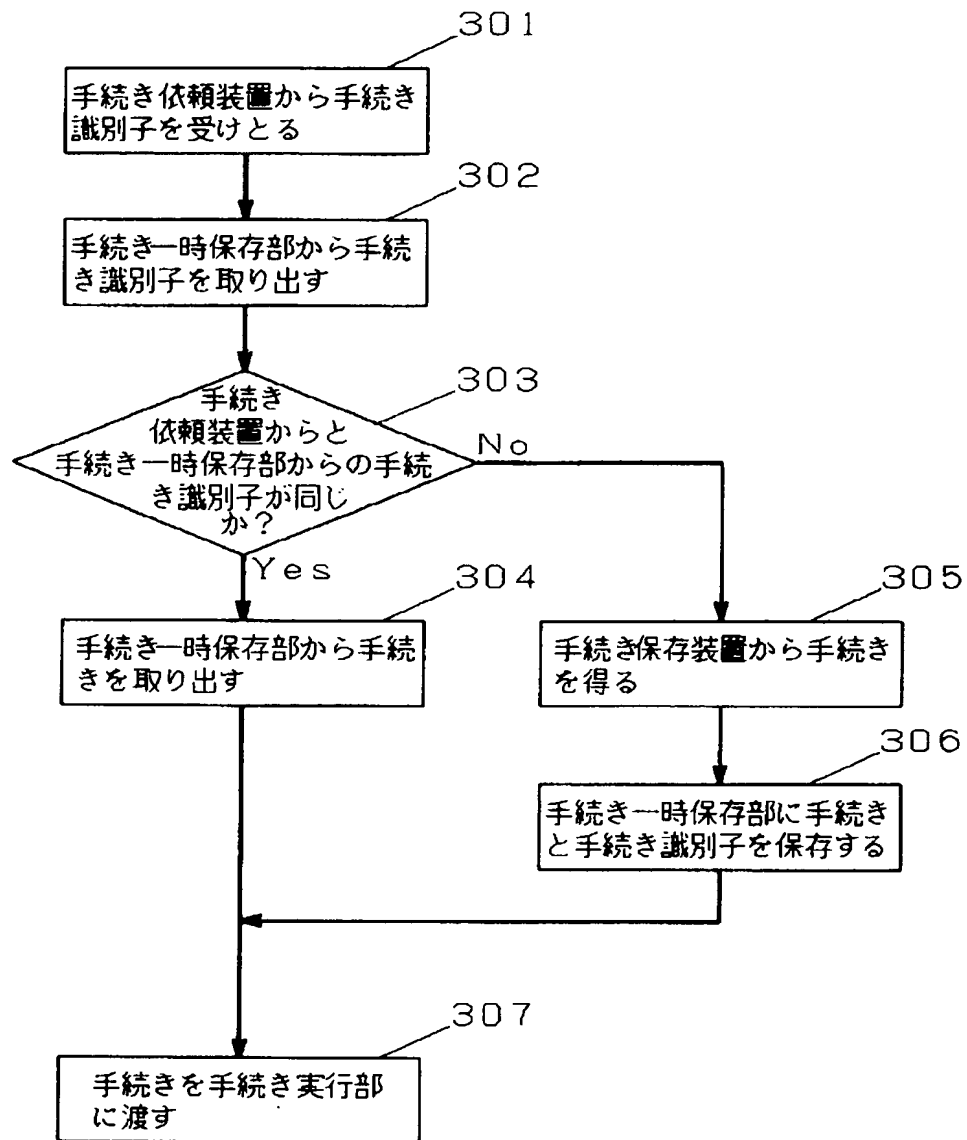 301
手続き依頼装置から手続き
識別子を受けとる
302
手続き一時保存部から手続
き識別子を取り出す
303
手続き
依頼装置からと
手続き一時保存部からの手続
き識別子が同じ
か?
No
Yes
304
手続き一時保存部から手続
きを取り出す
305
手続き保存装置から手続き
を得る
306
手続き一時保存部に手続き
と手続き識別子を保存する
307
手続きを手続き実行部
に渡す